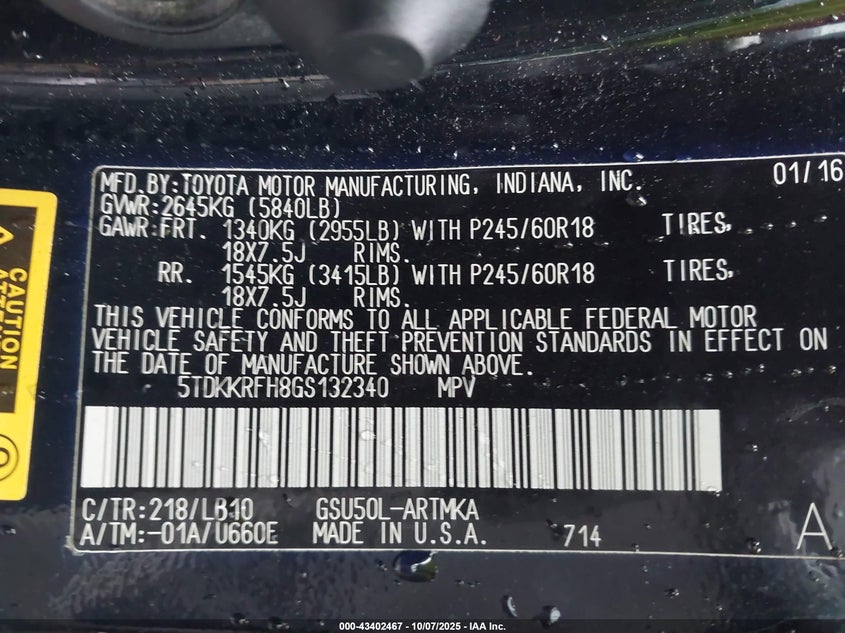 MFD.BY:TOYOTA MOTOR MANUFACTURING, INDIANA, INC. 01/16
GVWR:2645KG (5840LB)
GAWR:FRT. 1340KG (2955LB) WITH P245/60R18 TIRES,
18X7.5J RIMS.
RR. 1545KG (3415LB) WITH P245/60R18 TIRES,
18X7.5J RIMS.
THIS VEHICLE CONFORMS TO ALL APPLICABLE FEDERAL MOTOR
VEHICLE SAFETY AND THEFT PREVENTION STANDARDS IN EFFECT ON
THE DATE OF MANUFACTURE SHOWN ABOVE.
5TDKKRFH8GS132340 MPV
C/TR:218/LB10 GSU50L-ARTMKA
A/TM:-01A/U660E MADE IN U.S.A. 714 A
CAUTION
000-43402467 - 10/07/2025 - IAA Inc.